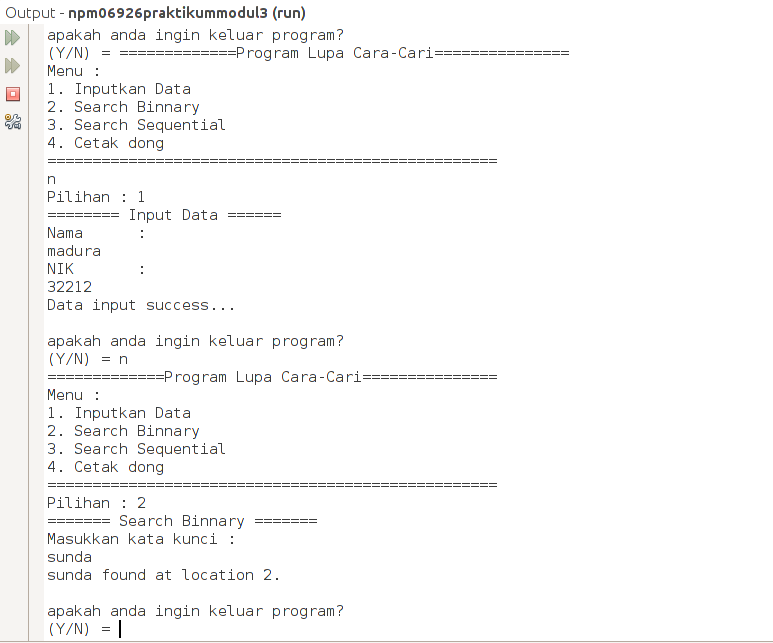 Output - npm06926praktikummodul3 (run)
apakah anda ingin keluar program?
(Y/N) = =============Program Lupa Cara-Cari===============
Menu :
1. Inputkan Data
2. Search Binnary
3. Search Sequential
4. Cetak dong
==================================================
n
Pilihan : 1
======== Input Data ======
Nama      :
madura
NIK       :
32212
Data input success...

apakah anda ingin keluar program?
(Y/N) = n
=============Program Lupa Cara-Cari===============
Menu :
1. Inputkan Data
2. Search Binnary
3. Search Sequential
4. Cetak dong
==================================================
Pilihan : 2
======= Search Binnary =======
Masukkan kata kunci :
sunda
sunda found at location 2.

apakah anda ingin keluar program?
(Y/N) =